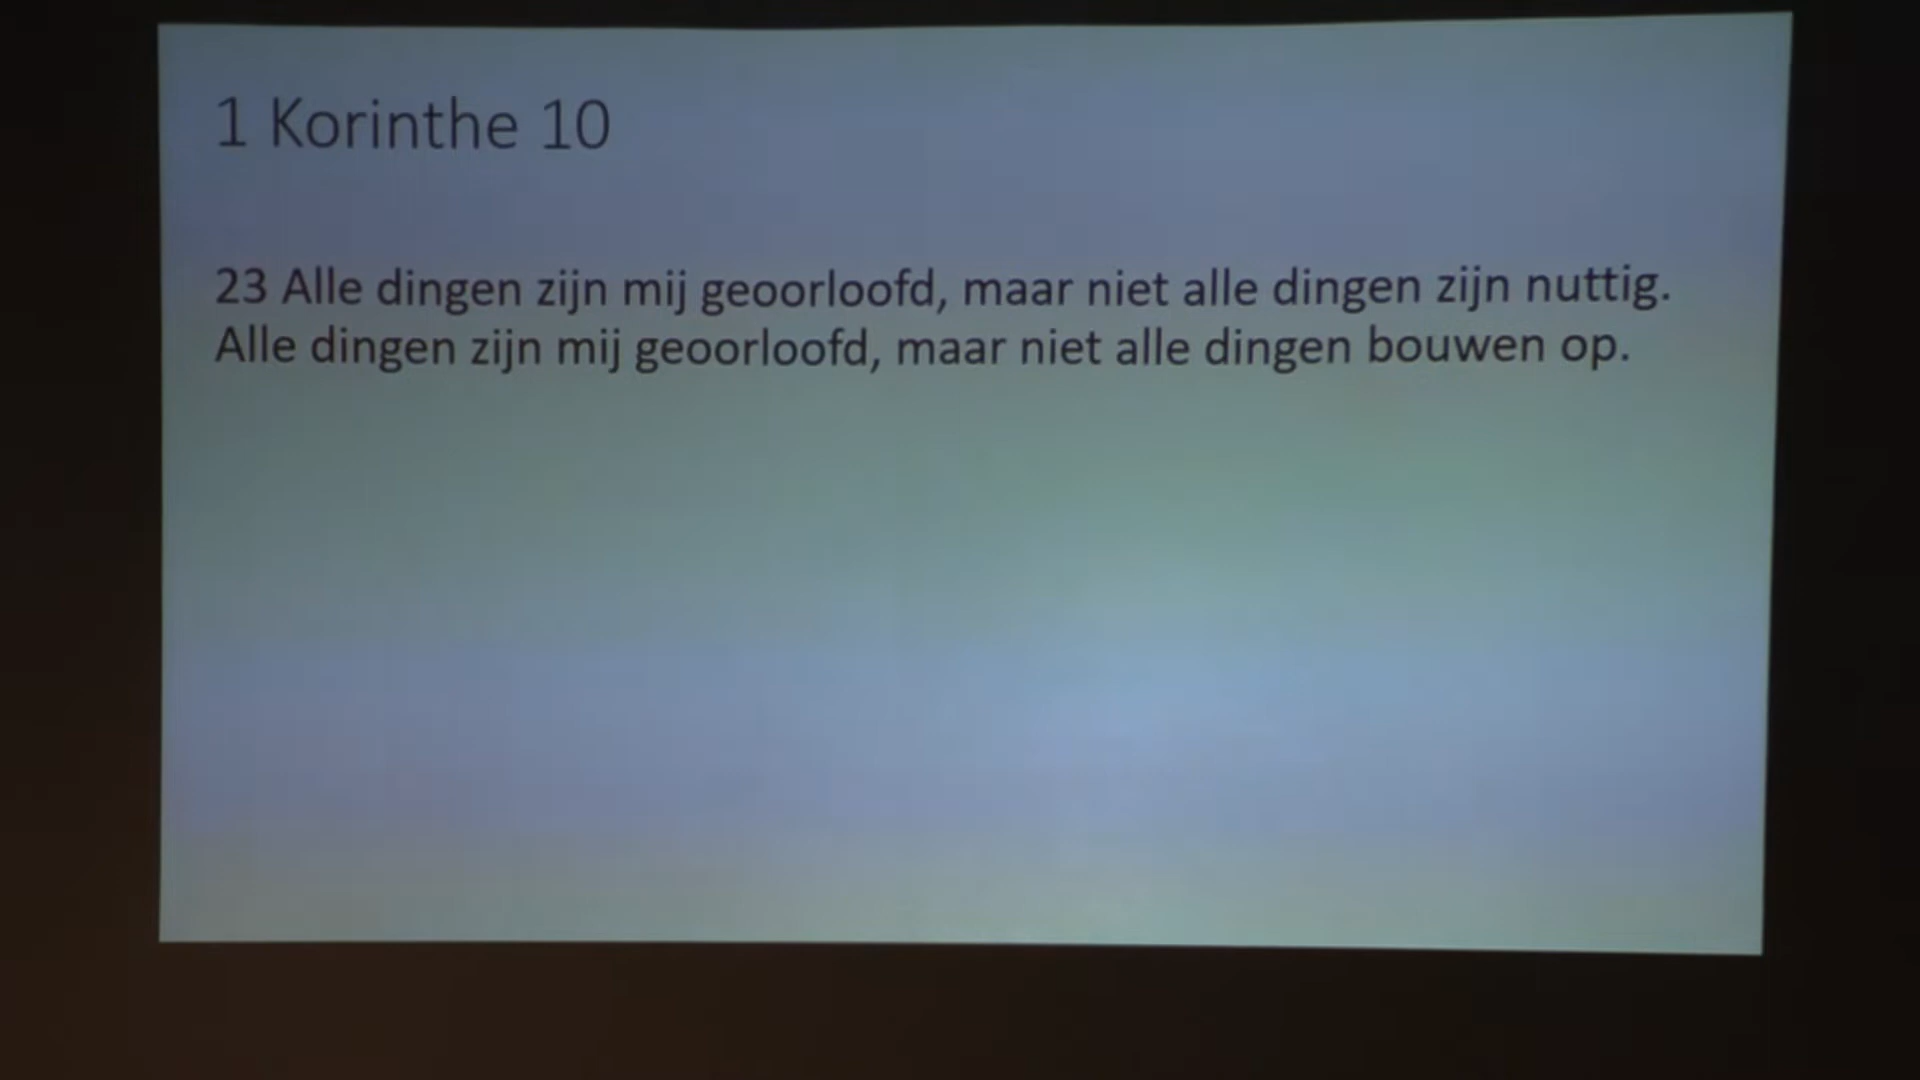 1 Korinthe 10
23 Alle dingen zijn mij geoorloofd, maar niet alle dingen zijn nuttig.
Alle dingen zijn mij geoorloofd, maar niet alle dingen bouwen op.